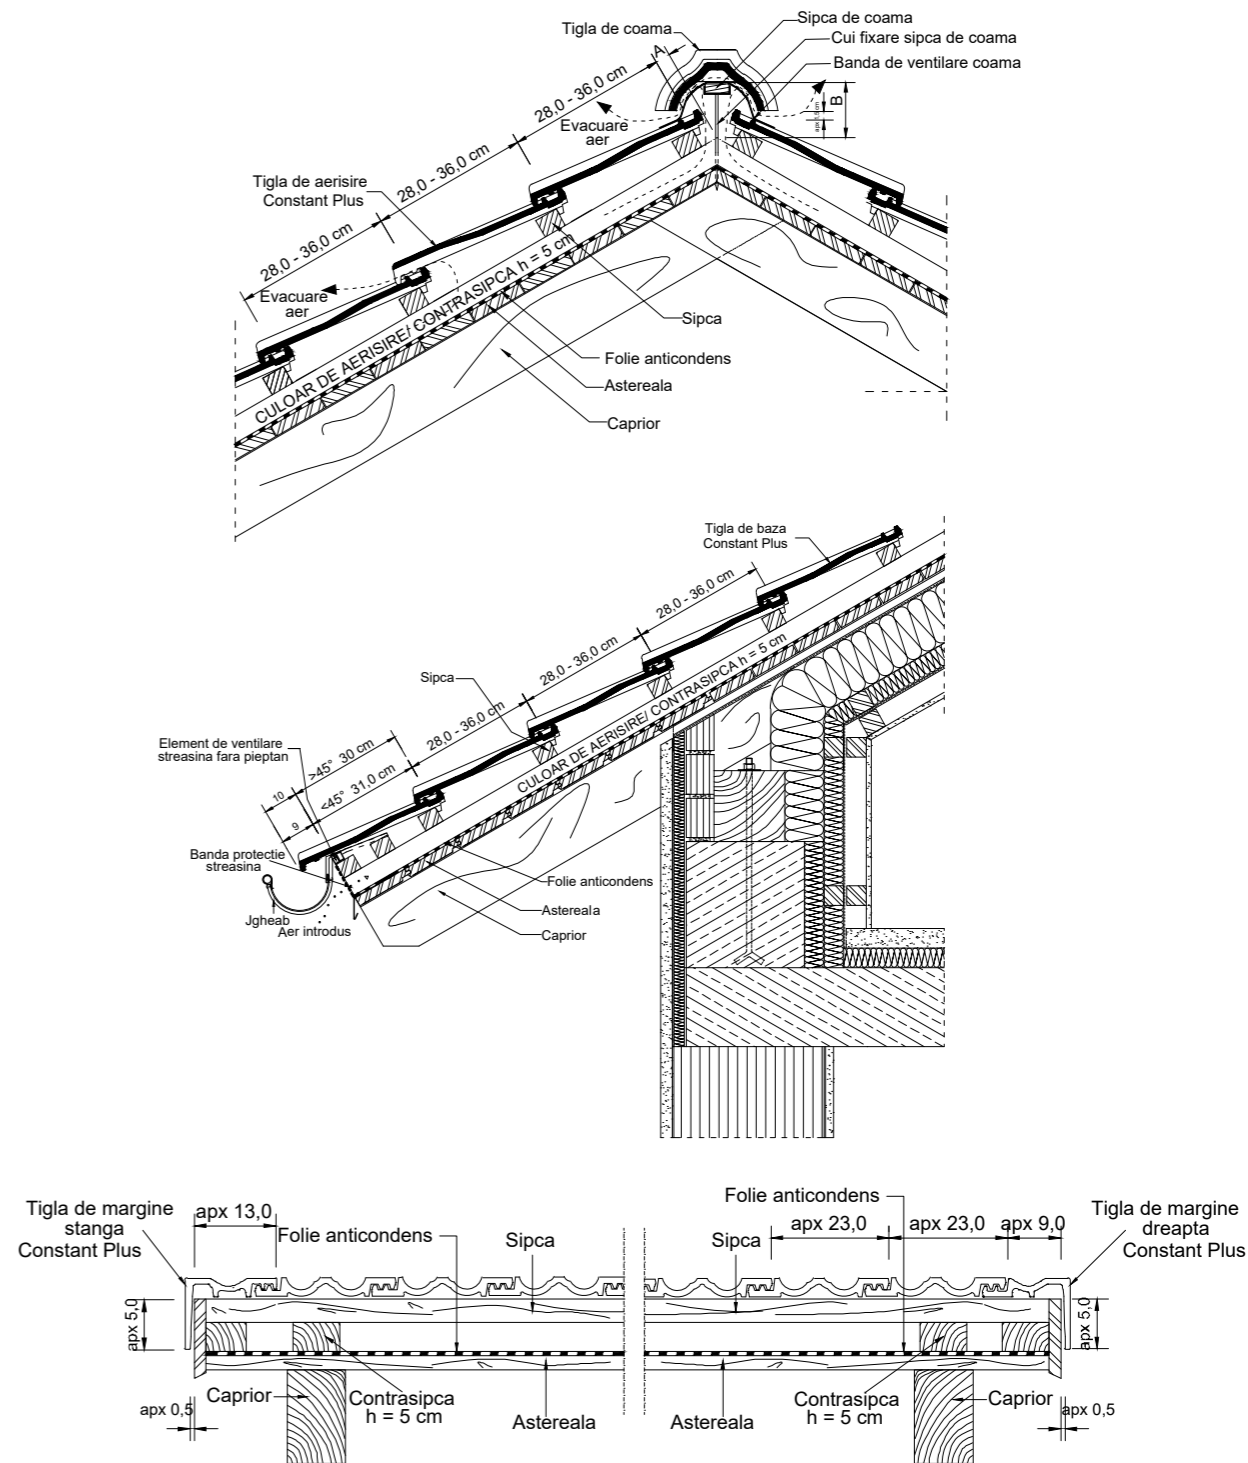 Sipca de coama
Tigla de coama
Cui fixare sipca de coama
A
Banda de ventilare coama
28,0 - 36,0 cm
B
Evacuare
aer
28,0 - 36,0 cm
Tigla de aerisire
Constant Plus
28,0 - 36,0 cm
Evacuare
aer
CULOAR DE AERISIRE/ CONTRASIPCA h = 5 cm
Sipca
Folie anticondens
Astereala
Caprior
Tigla de baza
Constant Plus
28,0 - 36,0 cm
28,0 - 36,0 cm
Sipca
28,0 - 36,0 cm
CULOAR DE AERISIRE/ CONTRASIPCA h = 5 cm
Element de ventilare
streasina fara pieptan
>45° 30 cm
<45° 31,0 cm
10
9
Banda protectie
streasina
Folie anticondens
Jgheab
Aer introdus
Astereala
Caprior
Tigla de margine
stanga
Constant Plus
apx 13,0
Folie anticondens
Sipca
Folie anticondens
Sipca
apx 23,0
apx 23,0
apx 9,0
Tigla de margine
dreapta
Constant Plus
apx 5,0
apx 5,0
Caprior
apx 0,5
Contrasipca
h = 5 cm
Astereala
Astereala
Contrasipca
h = 5 cm
Caprior
apx 0,5